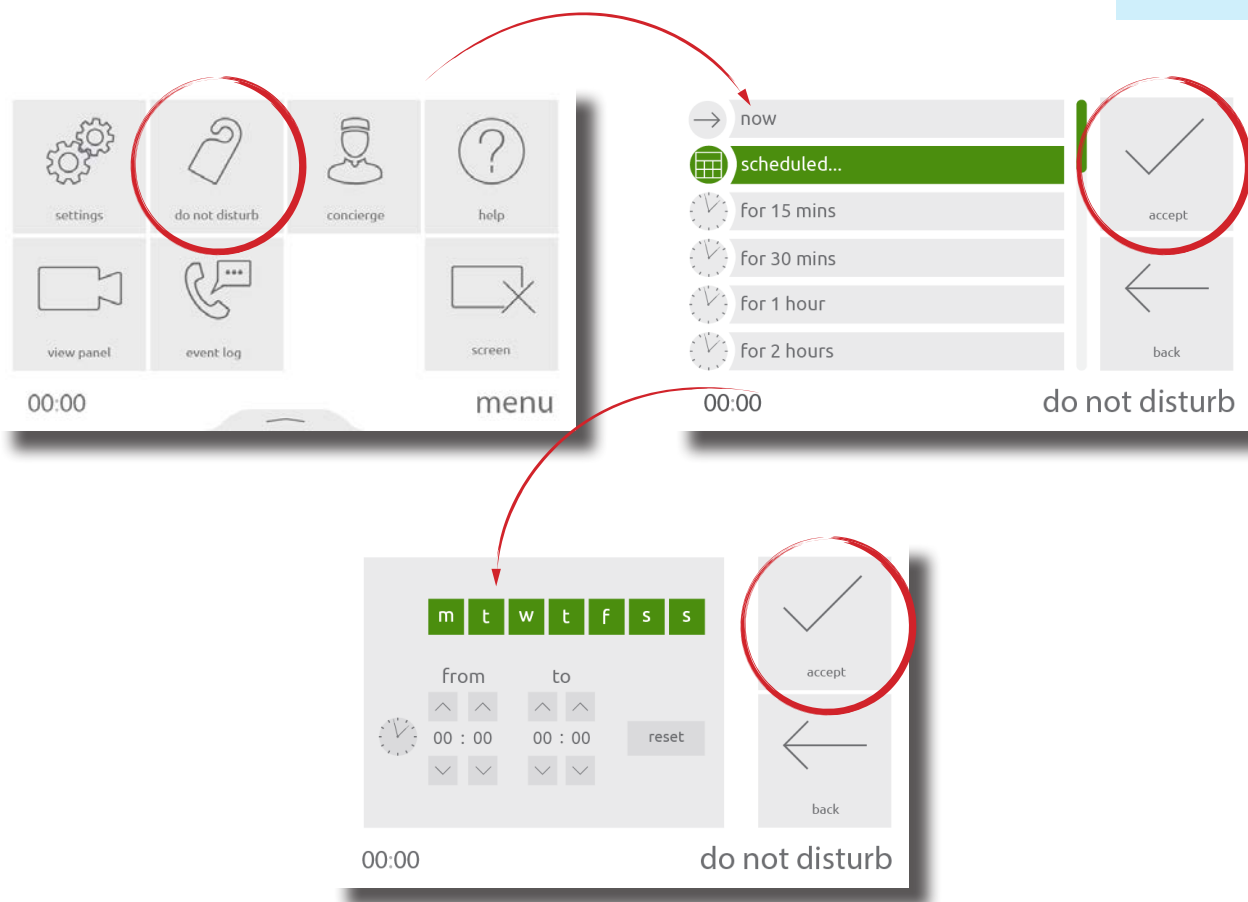 settings do not disturb concierge help
view panel event log screen
00:00 menu
now
scheduled...
for 15 mins
for 30 mins
for 1 hour
for 2 hours
accept
back
00:00 do not disturb
m t w t f s s
from to
00 : 00 00 : 00 reset
accept
back
00:00 do not disturb